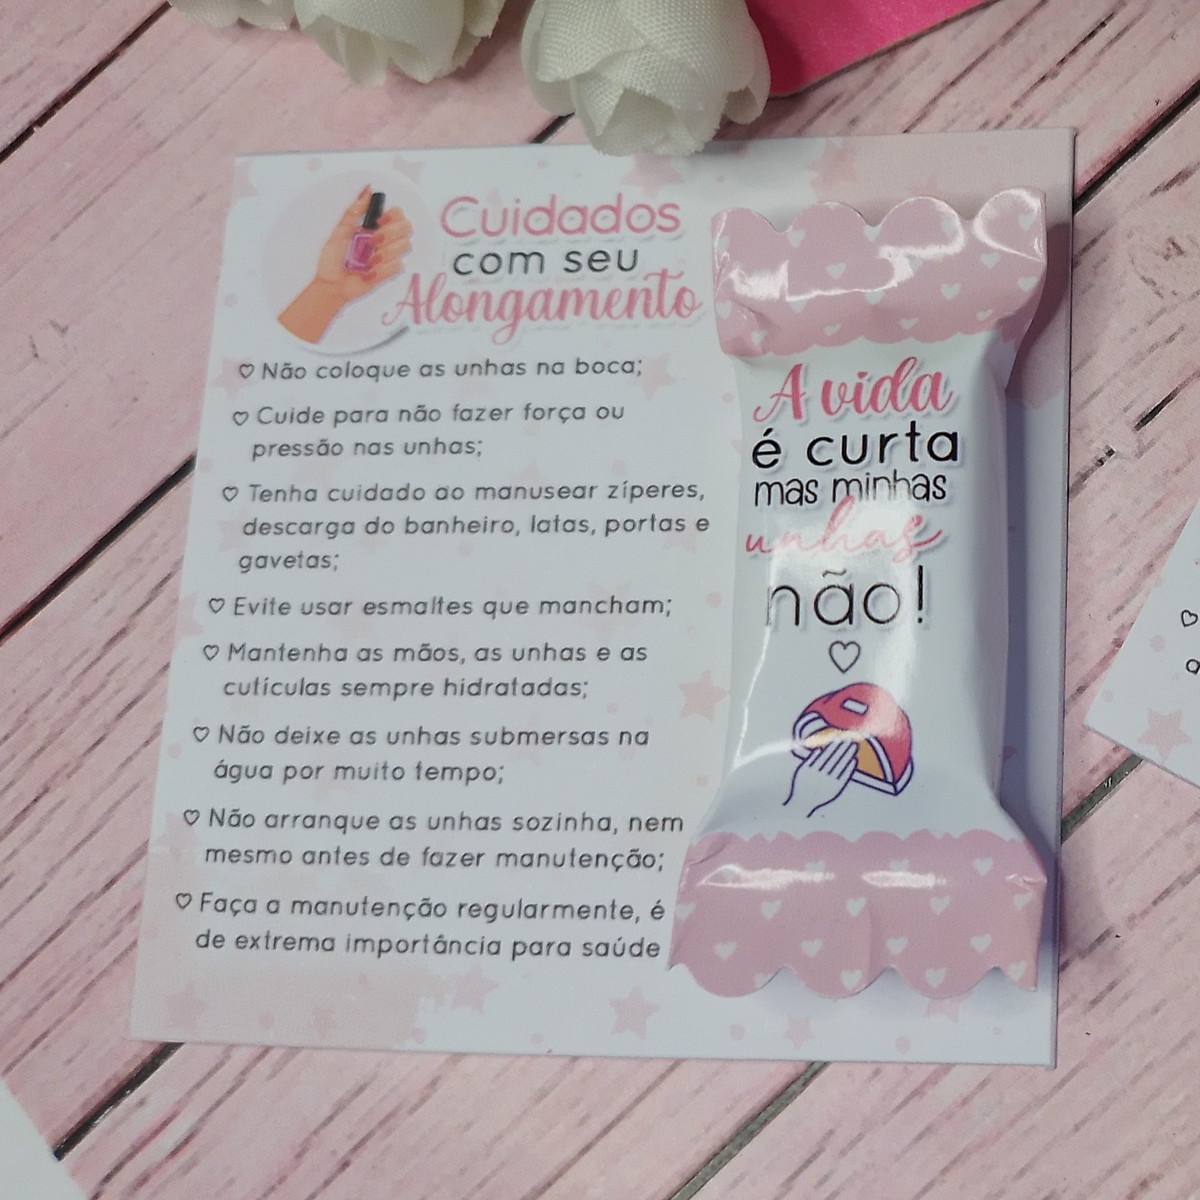 Cuidados
com seu
Alongamento
Não coloque as unhas na boca;
Cuide para não fazer força ou
pressão nas unhas;
Tenha cuidado ao manusear zíperes,
descarga do banheiro, latas, portas e
gavetas;
Evite usar esmaltes que mancham;
Mantenha as mãos, as unhas e as
cutículas sempre hidratadas;
Não deixe as unhas submersas na
água por muito tempo;
Não arranque as unhas sozinha, nem
mesmo antes de fazer manutenção;
Faça a manutenção regularmente, é
de extrema importância para saúde
A vida
é curta
mas minhas
unhas
não!